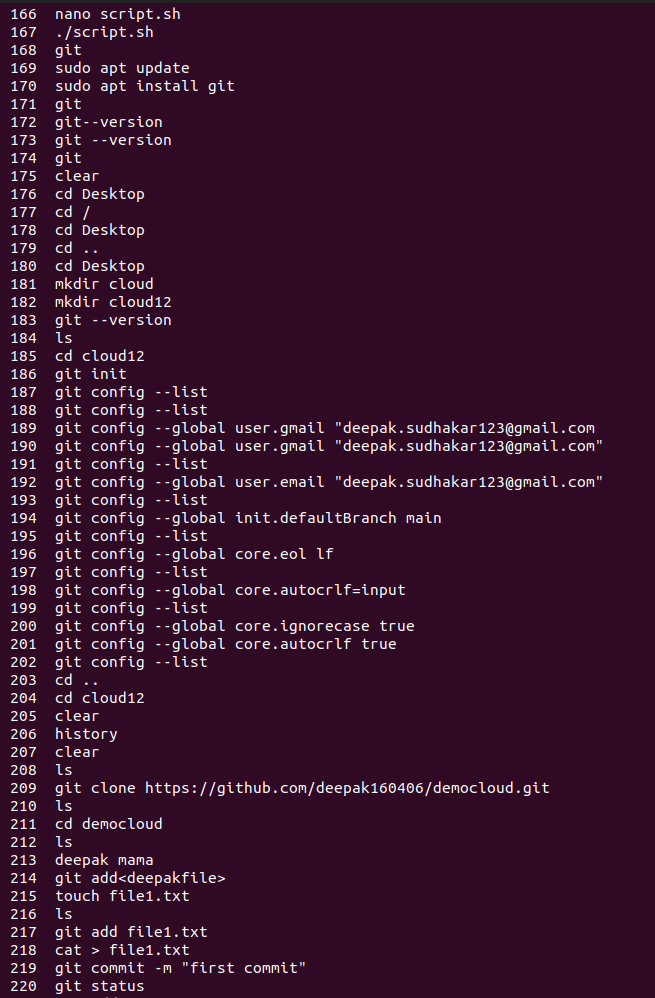 166 nano script.sh
167 ./script.sh
168 git
169 sudo apt update
170 sudo apt install git
171 git
172 git--version
173 git --version
174 git
175 clear
176 cd Desktop
177 cd /
178 cd Desktop
179 cd ..
180 cd Desktop
181 mkdir cloud
182 mkdir cloud12
183 git --version
184 ls
185 cd cloud12
186 git init
187 git config --list
188 git config --list
189 git config --global user.gmail "deepak.sudhakar123@gmail.com
190 git config --global user.gmail "deepak.sudhakar123@gmail.com"
191 git config --list
192 git config --global user.email "deepak.sudhakar123@gmail.com"
193 git config --list
194 git config --global init.defaultBranch main
195 git config --list
196 git config --global core.eol lf
197 git config --list
198 git config --global core.autocrlf=input
199 git config --list
200 git config --global core.ignorecase true
201 git config --global core.autocrlf true
202 git config --list
203 cd ..
204 cd cloud12
205 clear
206 history
207 clear
208 ls
209 git clone https://github.com/deepak160406/democloud.git
210 ls
211 cd democloud
212 ls
213 deepak mama
214 git add<deepakfile>
215 touch file1.txt
216 ls
217 git add file1.txt
218 cat > file1.txt
219 git commit -m "first commit"
220 git status